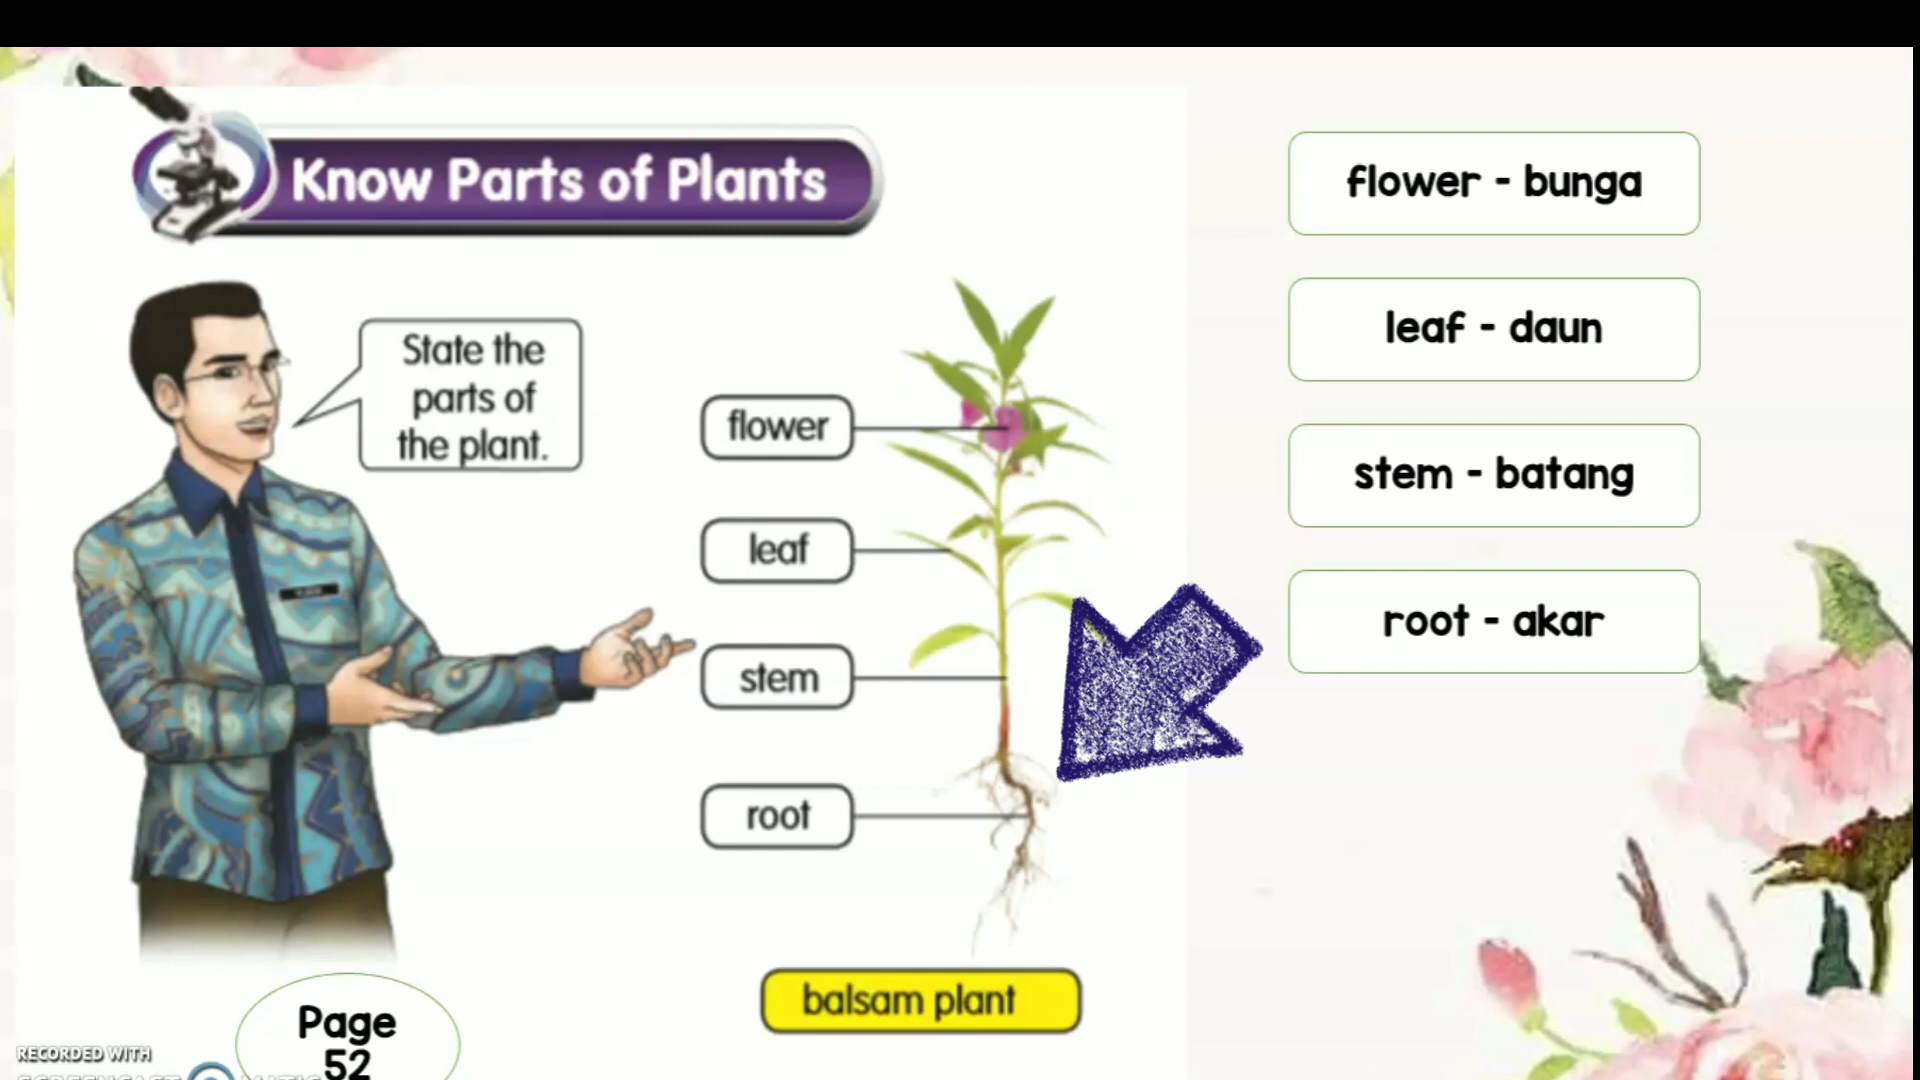 Know Parts of Plants
State the
parts of
the plant.
flower
leaf
stem
root
balsam plant
flower - bunga
leaf - daun
stem - batang
root - akar
Page
52
RECORDED WITH